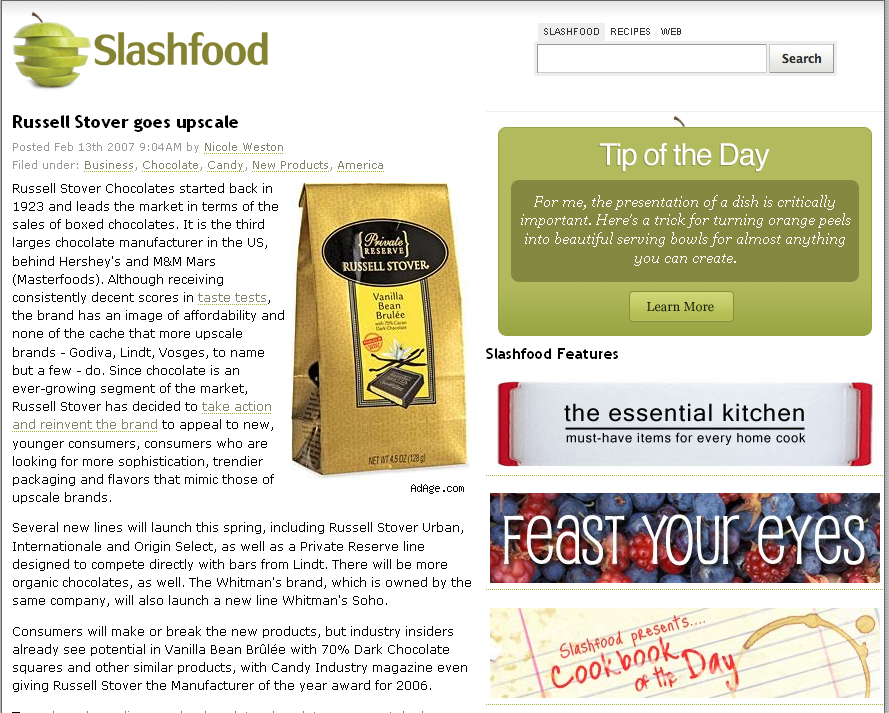 Slashfood
SLASHFOOD RECIPES WEB
Search
Russell Stover goes upscale
Posted Feb 13th 2007 9:04AM by Nicole Weston
Filed under: Business, Chocolate, Candy, New Products, America
Russell Stover Chocolates started back in
1923 and leads the market in terms of the
sales of boxed chocolates. It is the third
larges chocolate manufacturer in the US,
behind Hershey's and M&M Mars
(Masterfoods). Although receiving
consistently decent scores in taste tests,
the brand has an image of affordability and
none of the cache that more upscale
brands - Godiva, Lindt, Vosges, to name
but a few - do. Since chocolate is an
ever-growing segment of the market,
Russell Stover has decided to take action
and reinvent the brand to appeal to new,
younger consumers, consumers who are
looking for more sophistication, trendier
packaging and flavors that mimic those of
upscale brands.
Private
RESERVE
RUSSELL STOVER
Vanilla
Bean
Brulée
with 70% Cacao
Dark Chocolate
NET WT 4.5 OZ (128 g)
AdAge.com
Several new lines will launch this spring, including Russell Stover Urban,
Internationale and Origin Select, as well as a Private Reserve line
designed to compete directly with bars from Lindt. There will be more
organic chocolates, as well. The Whitman's brand, which is owned by the
same company, will also launch a new line Whitman's Soho.
Consumers will make or break the new products, but industry insiders
already see potential in Vanilla Bean Brûlée with 70% Dark Chocolate
squares and other similar products, with Candy Industry magazine even
giving Russell Stover the Manufacturer of the year award for 2006.
Tip of the Day
For me, the presentation of a dish is critically
important. Here's a trick for turning orange peels
into beautiful serving bowls for almost anything
you can create.
Learn More
Slashfood Features
the essential kitchen
must-have items for every home cook
FEAST YOUR EYES
Slashfood presents....
Cookbook
of the Day